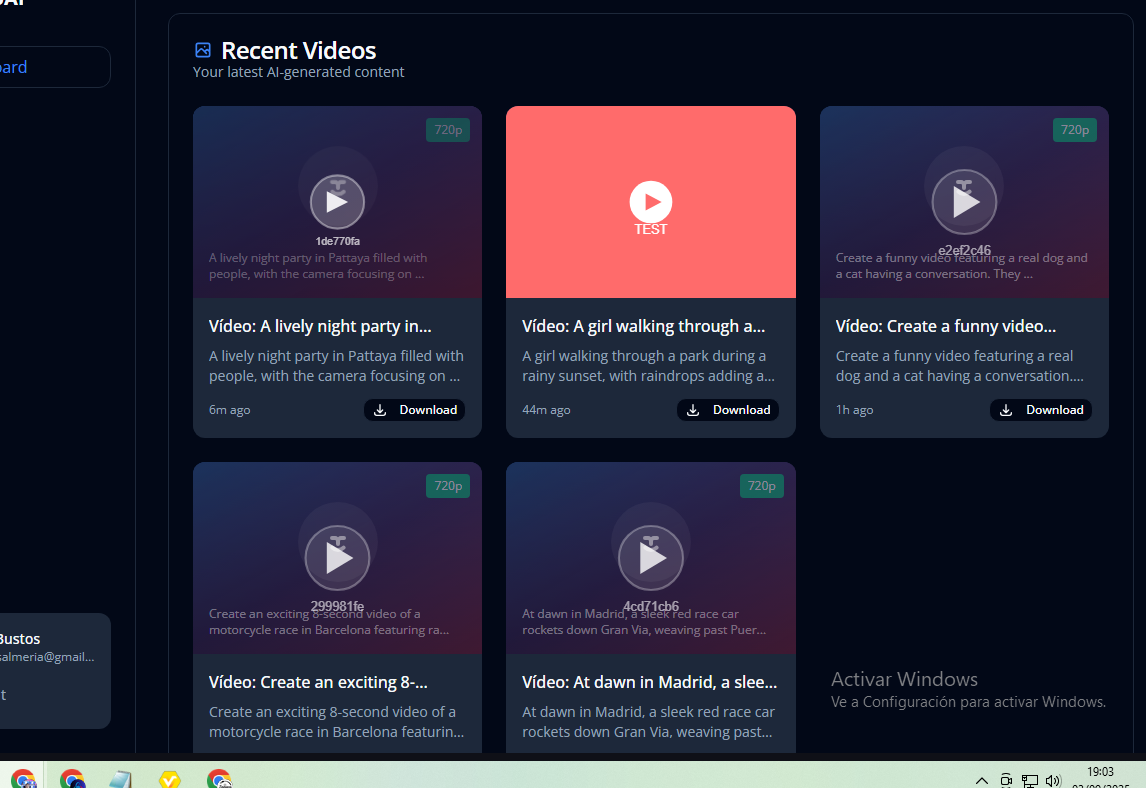 Recent Videos
Your latest AI-generated content
720p
1de770fa
A lively night party in Pattaya filled with
people, with the camera focusing on ...
Vídeo: A lively night party in...
A lively night party in Pattaya filled with
people, with the camera focusing on ...
6m ago
Download
TEST
Vídeo: A girl walking through a...
A girl walking through a park during a
rainy sunset, with raindrops adding a...
44m ago
Download
720p
e2ef2c46
Create a funny video featuring a real dog and
a cat having a conversation. They ...
Vídeo: Create a funny video...
Create a funny video featuring a real
dog and a cat having a conversation....
1h ago
Download
720p
299981fe
Create an exciting 8-second video of a
motorcycle race in Barcelona featuring ra...
Vídeo: Create an exciting 8-...
Create an exciting 8-second video of a
motorcycle race in Barcelona featurin...
720p
4cd71cb6
At dawn in Madrid, a sleek red race car
rockets down Gran Via, weaving past Puer...
Vídeo: At dawn in Madrid, a slee...
At dawn in Madrid, a sleek red race car
rockets down Gran Via, weaving past...
Bustos
salmeria@gmail...
Activar Windows
Ve a Configuración para activar Windows.
19:03